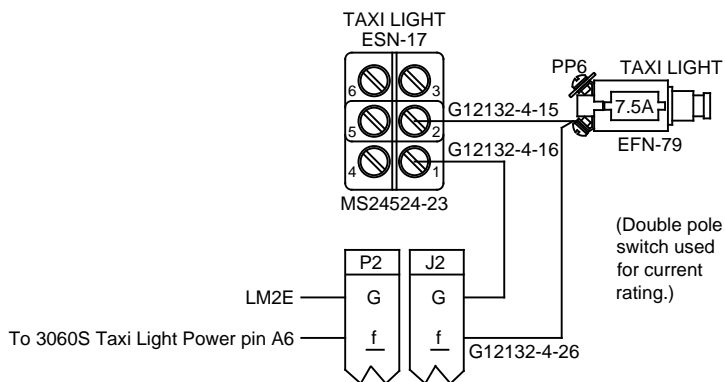 TAXI LIGHT
ESN-17
6
3
5
2
4
1
MS24524-23
G12132-4-15
G12132-4-16
PP6
TAXI LIGHT
7.5A
EFN-79
(Double pole
switch used
for current
rating.)
P2
J2
LM2E
G
G
To 3060S Taxi Light Power pin A6
f
f
G12132-4-26